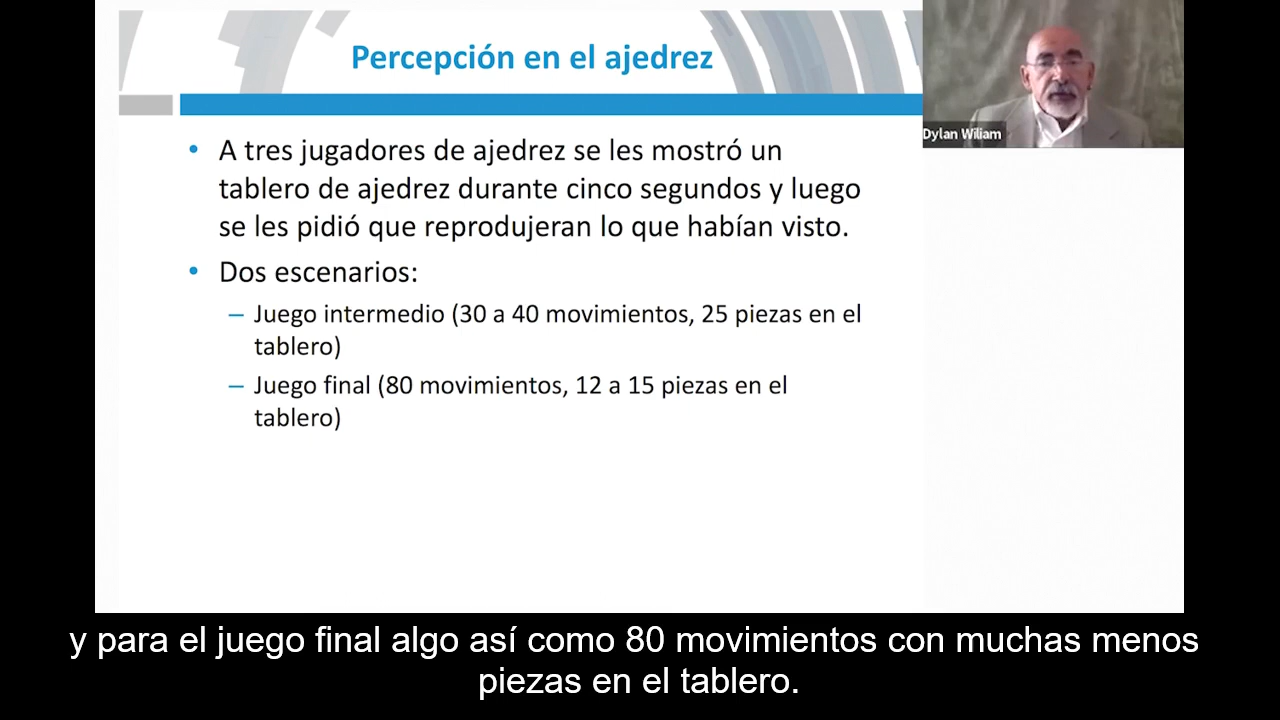 Percepción en el ajedrez
Dylan Wiliam
• A tres jugadores de ajedrez se les mostró un
tablero de ajedrez durante cinco segundos y luego
se les pidió que reprodujeran lo que habían visto.
• Dos escenarios:
– Juego intermedio (30 a 40 movimientos, 25 piezas en el
tablero)
– Juego final (80 movimientos, 12 a 15 piezas en el
tablero)
y para el juego final algo así como 80 movimientos con muchas menos
piezas en el tablero.